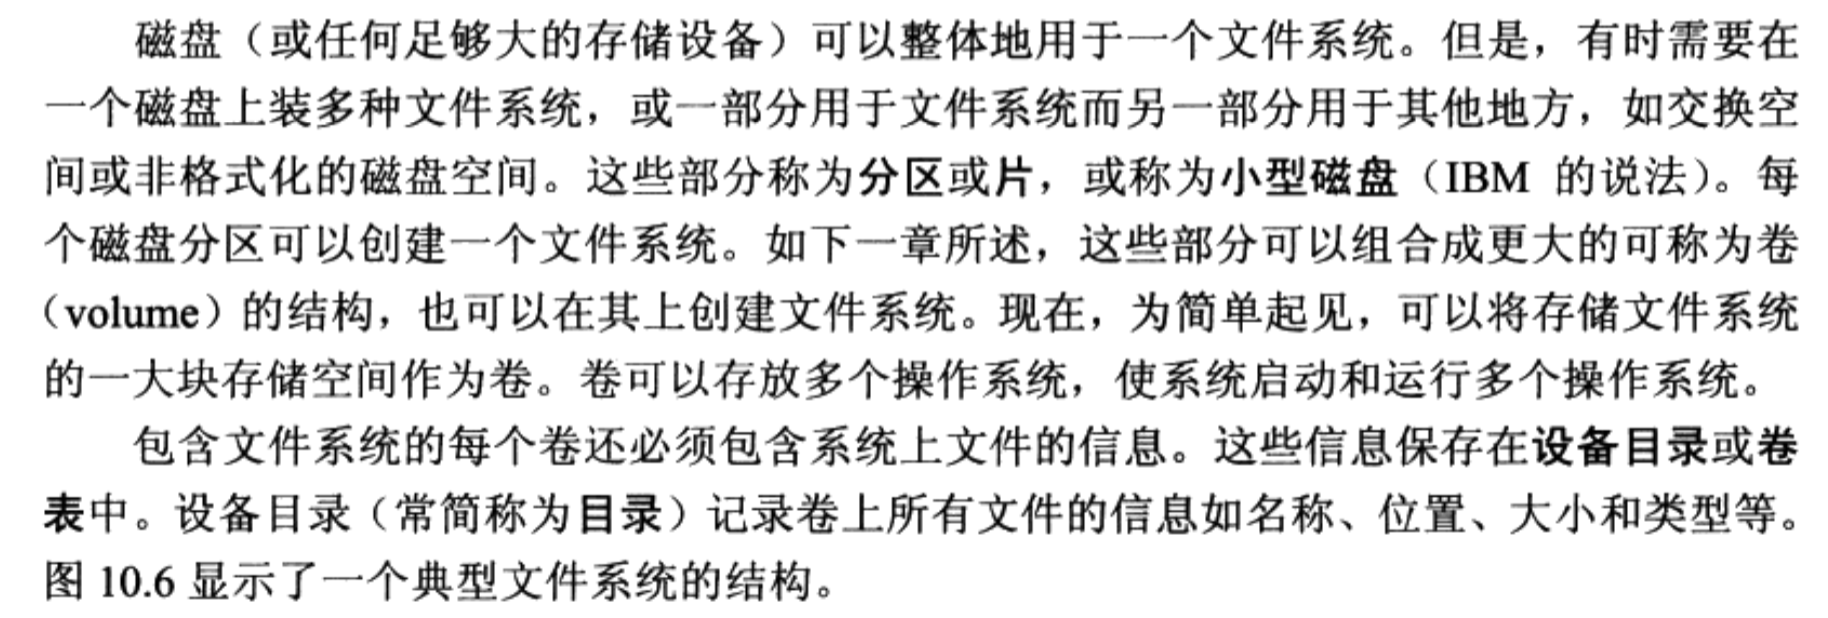 磁盘（或任何足够大的存储设备）可以整体地用于一个文件系统。但是，有时需要在
一个磁盘上装多种文件系统，或一部分用于文件系统而另一部分用于其他地方，如交换空
间或非格式化的磁盘空间。这些部分称为分区或片，或称为小型磁盘（IBM 的说法）。每
个磁盘分区可以创建一个文件系统。如下一章所述，这些部分可以组合成更大的可称为卷
（volume）的结构，也可以在其上创建文件系统。现在，为简单起见，可以将存储文件系统
的一大块存储空间作为卷。卷可以存放多个操作系统，使系统启动和运行多个操作系统。
包含文件系统的每个卷还必须包含系统上文件的信息。这些信息保存在设备目录或卷
表中。设备目录（常简称为目录）记录卷上所有文件的信息如名称、位置、大小和类型等。
图 10.6 显示了一个典型文件系统的结构。